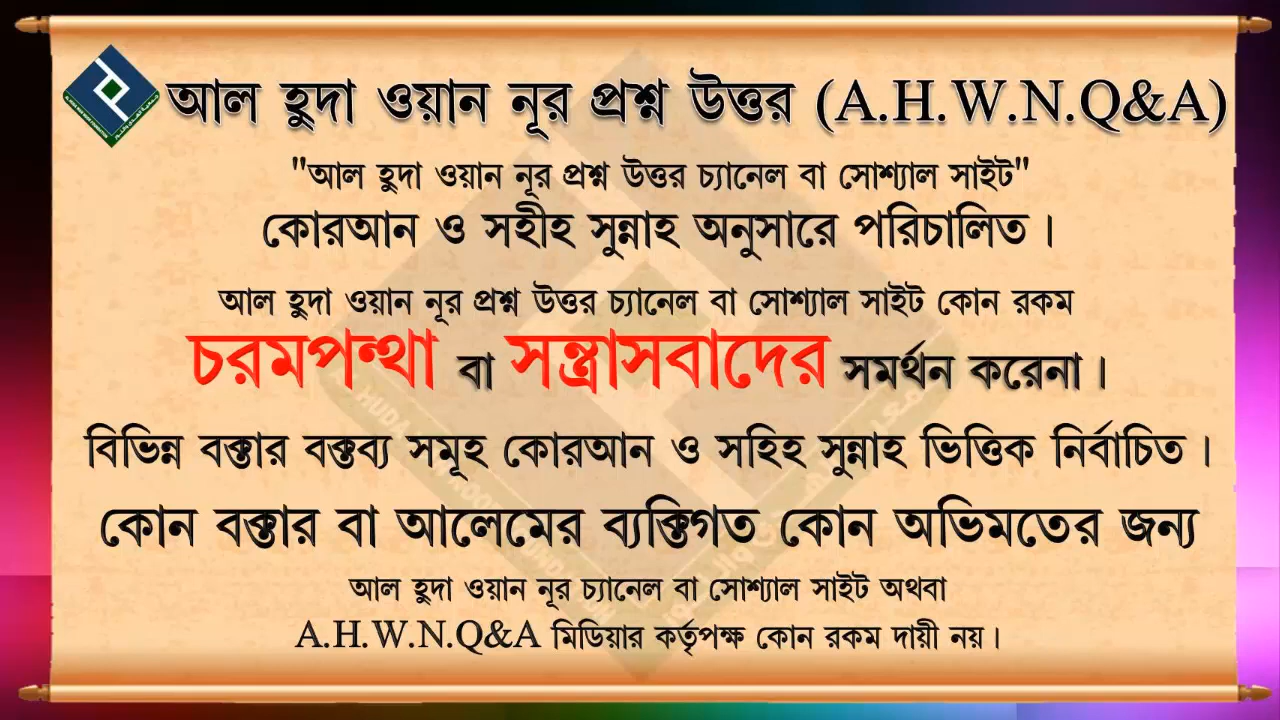 আল হুদা ওয়ান নূর প্রশ্ন উত্তর (A.H.W.N.Q&A)
"আল হুদা ওয়ান নূর প্রশ্ন উত্তর চ্যানেল বা সোশ্যাল সাইট"
কোরআন ও সহীহ সুন্নাহ অনুসারে পরিচালিত।
আল হুদা ওয়ান নূর প্রশ্ন উত্তর চ্যানেল বা সোশ্যাল সাইট কোন রকম
চরমপন্থা বা সন্ত্রাসবাদের সমর্থন করেনা।
বিভিন্ন বক্তার বক্তব্য সমূহ কোরআন ও সহিহ সুন্নাহ ভিত্তিক নির্বাচিত।
কোন বক্তার বা আলেমের ব্যক্তিগত কোন অভিমতের জন্য
আল হুদা ওয়ান নূর চ্যানেল বা সোশ্যাল সাইট অথবা
A.H.W.N.Q&A মিডিয়ার কর্তৃপক্ষ কোন রকম দায়ী নয়।